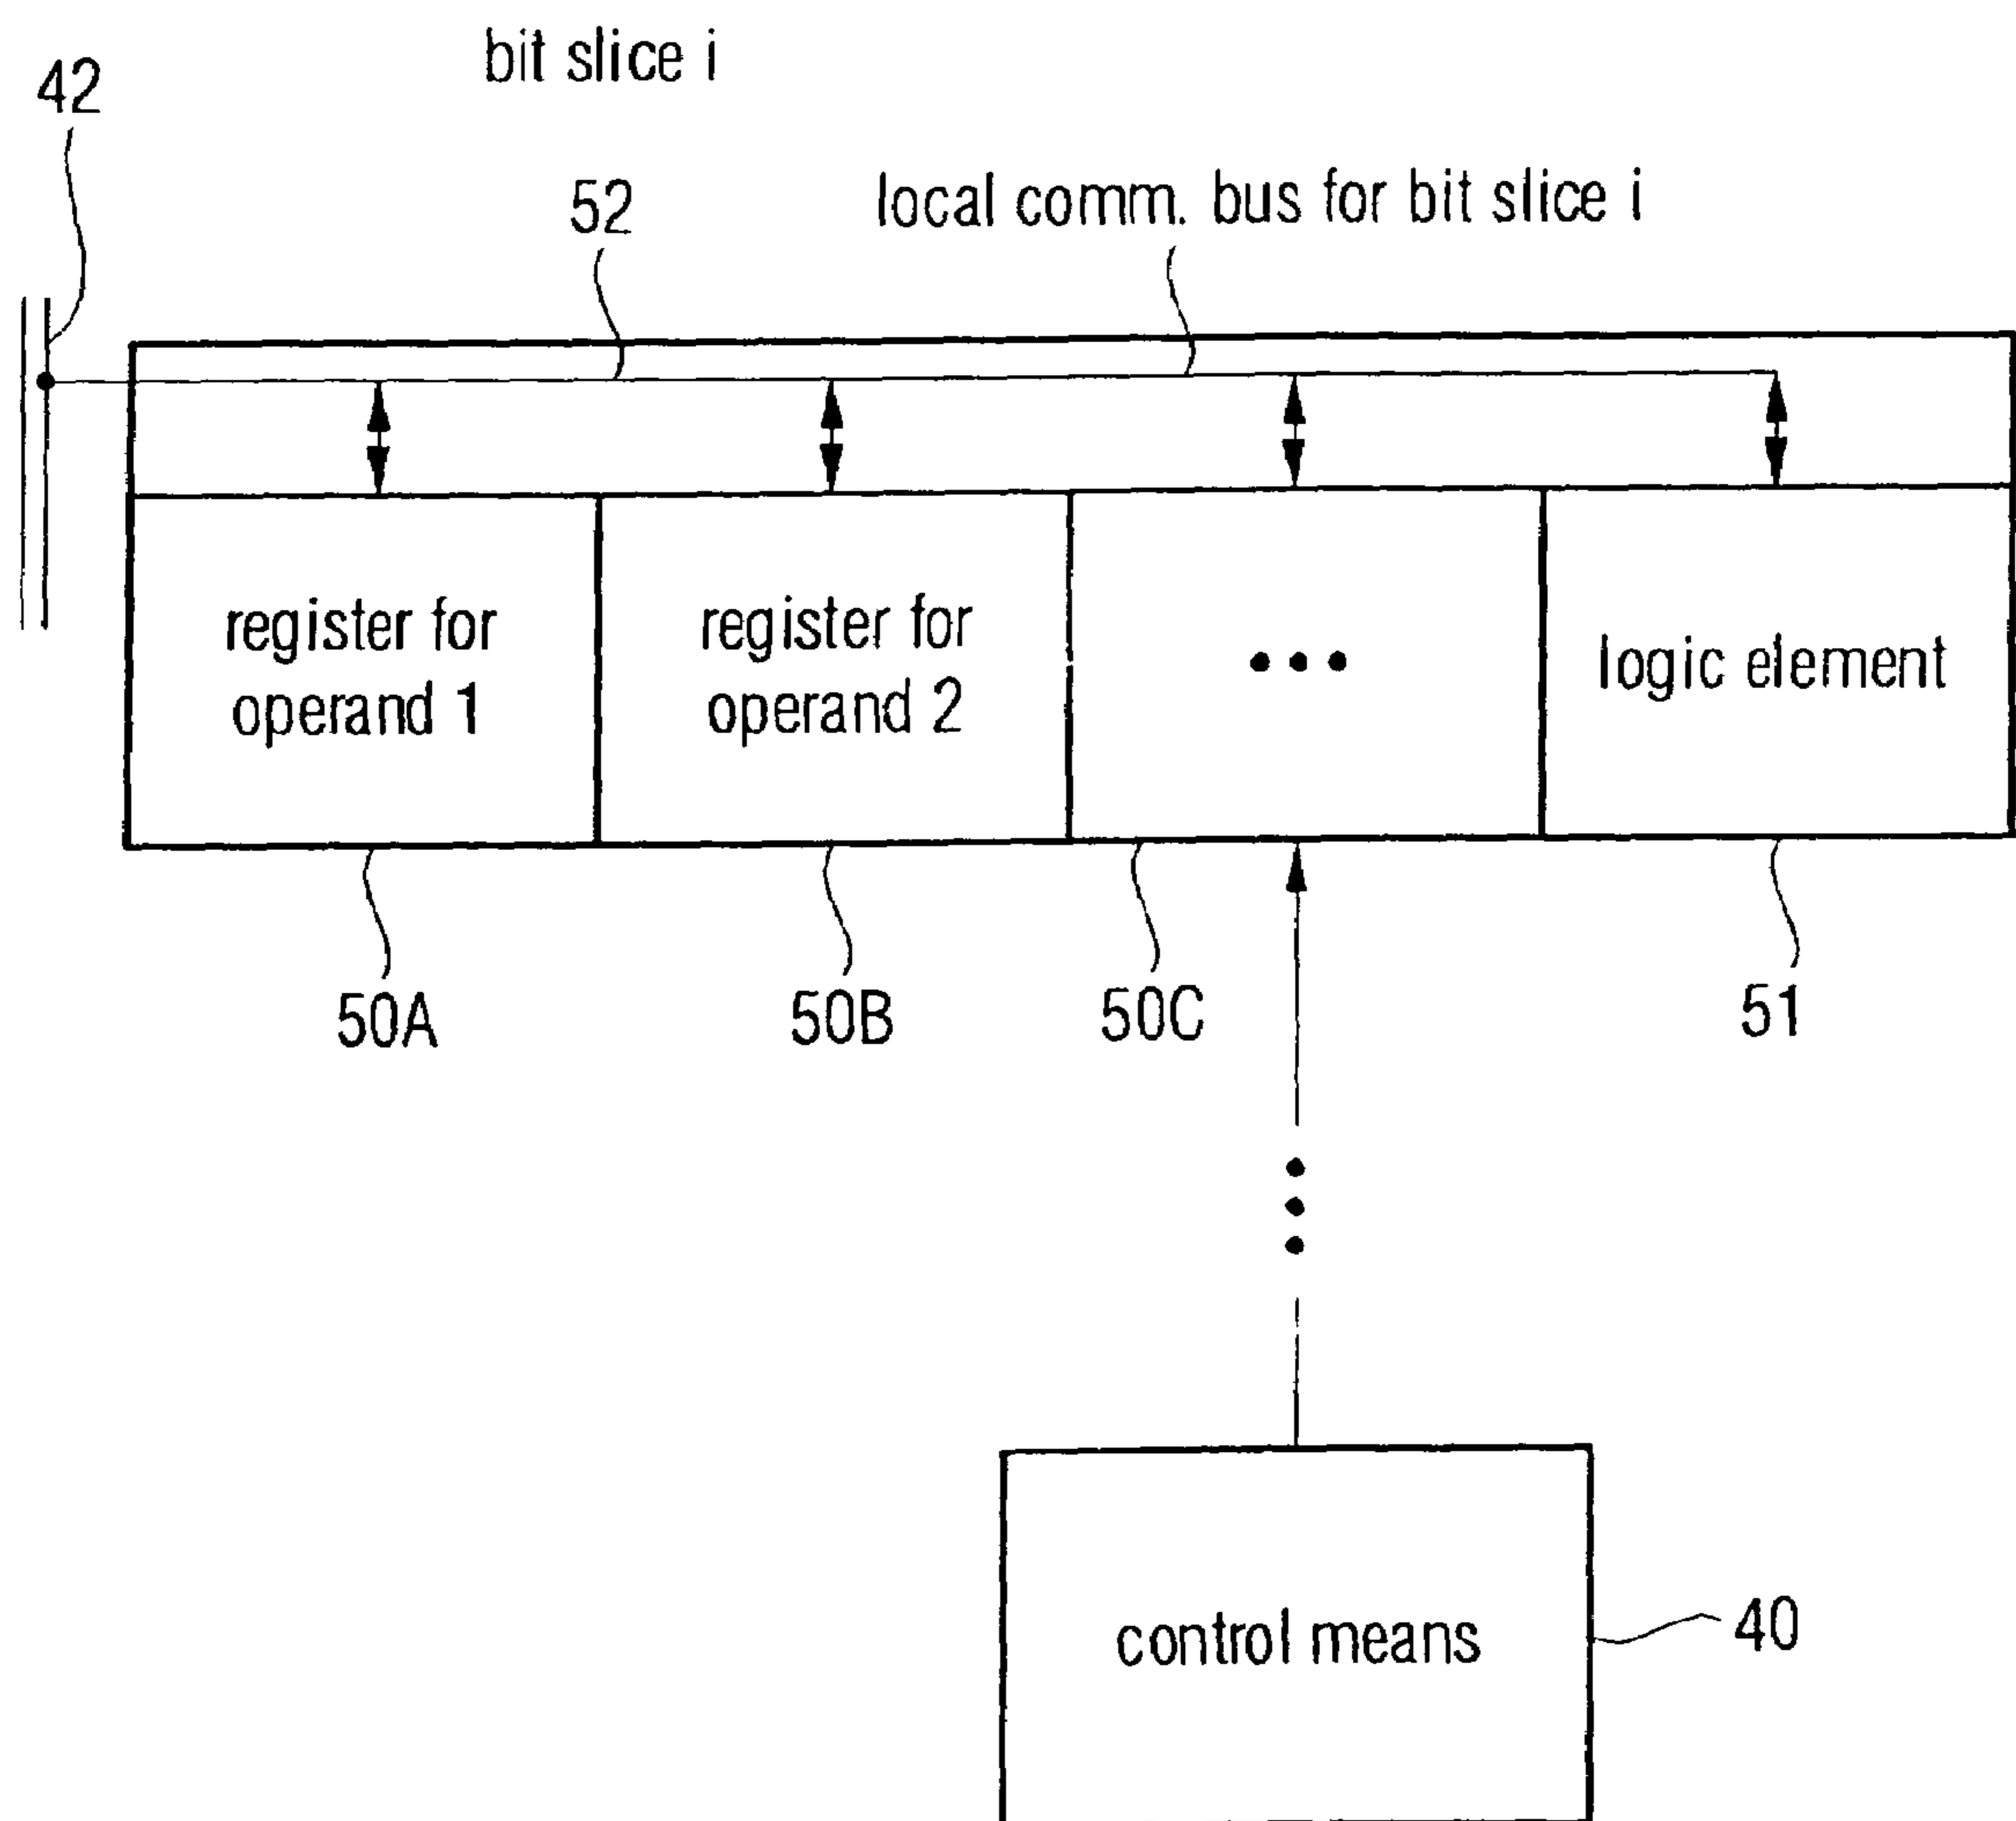 bit slice i
42
52
local comm. bus for bit slice i
register for
operand 1
register for
operand 2
•••
logic element
50A
50B
50C
51
control means
40